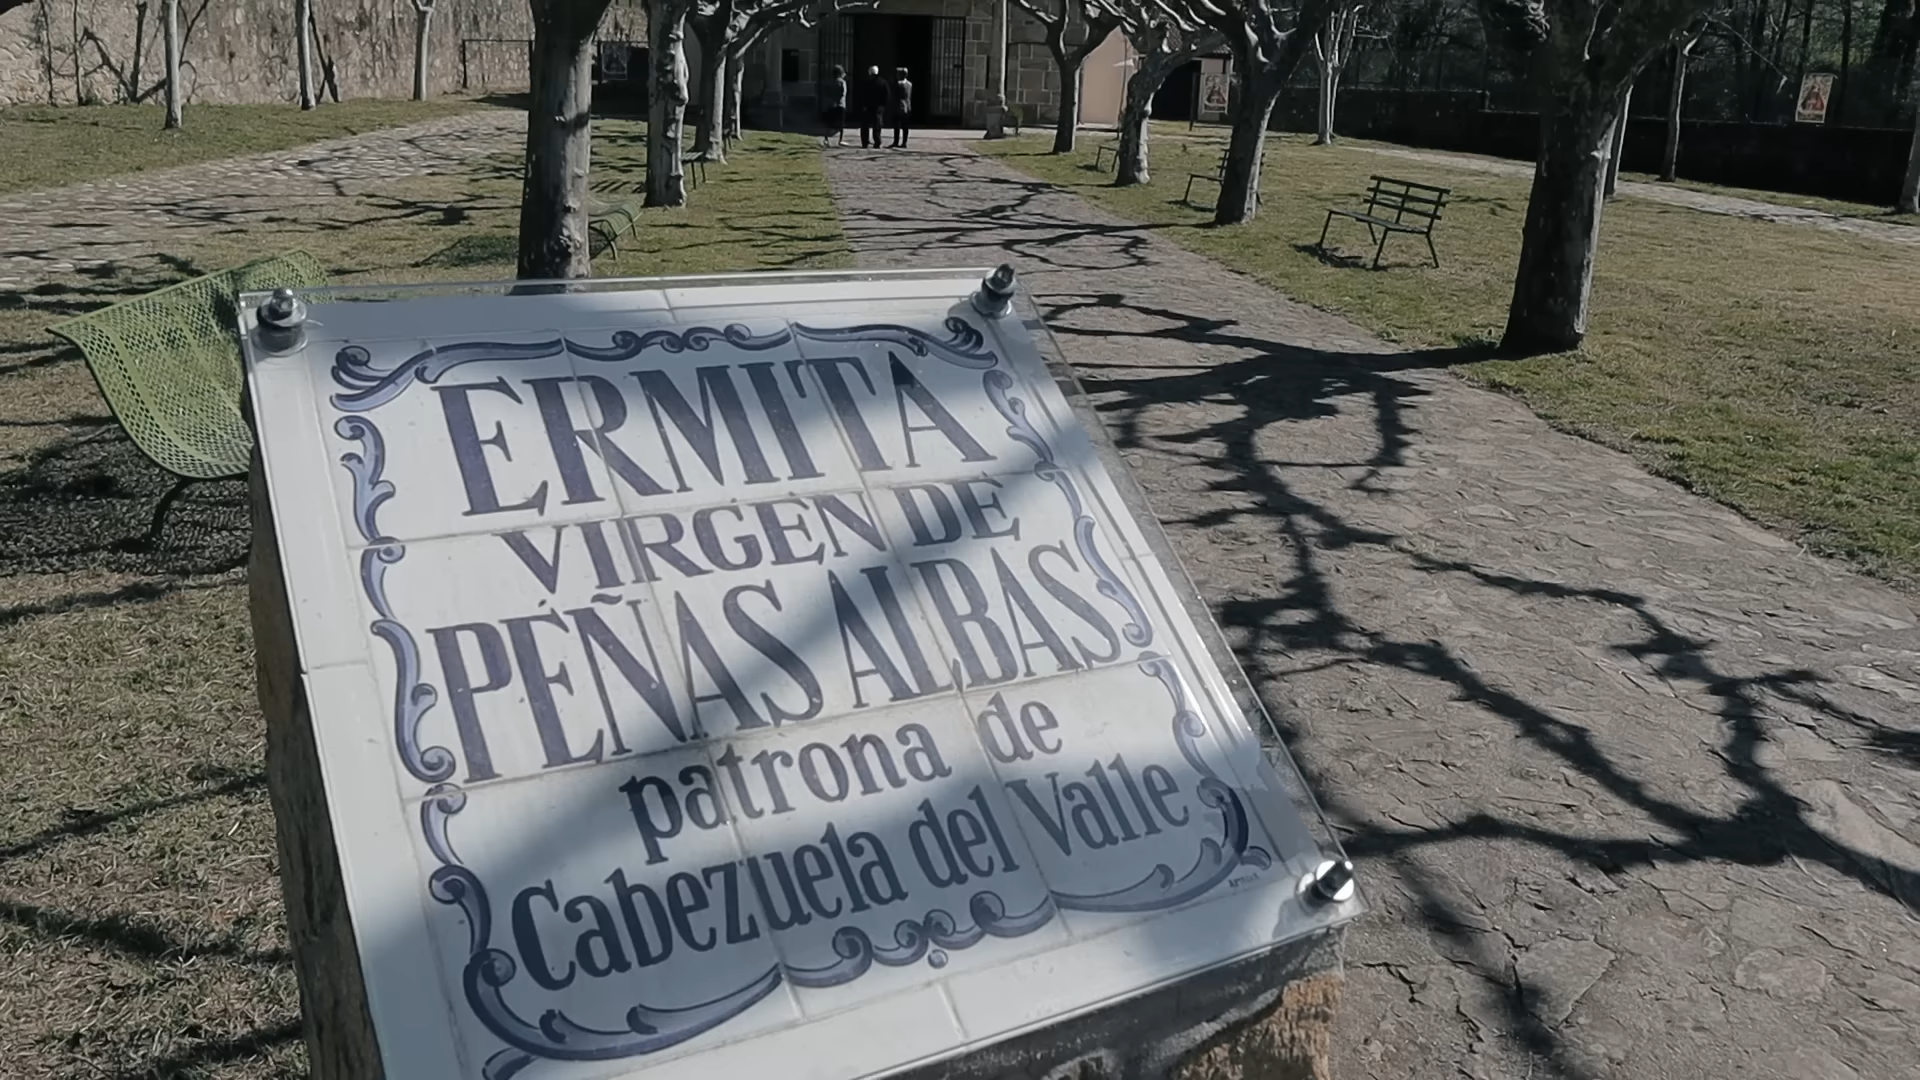 ERMITA
VIRGEN DE
PEÑAS ALBAS
patrona de
Cabezuela del Valle